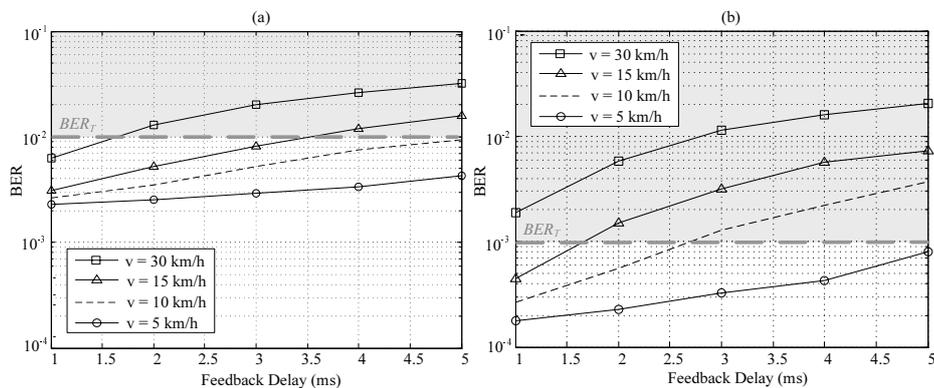 (a)
10^-1
10^-2
10^-3
10^-4
BER
BER_T
v = 30 km/h
v = 15 km/h
v = 10 km/h
v = 5 km/h
1 1.5 2 2.5 3 3.5 4 4.5 5
Feedback Delay (ms)
(b)
10^-1
10^-2
10^-3
10^-4
BER
v = 30 km/h
v = 15 km/h
v = 10 km/h
v = 5 km/h
BER_T
1 1.5 2 2.5 3 3.5 4 4.5 5
Feedback Delay (ms)